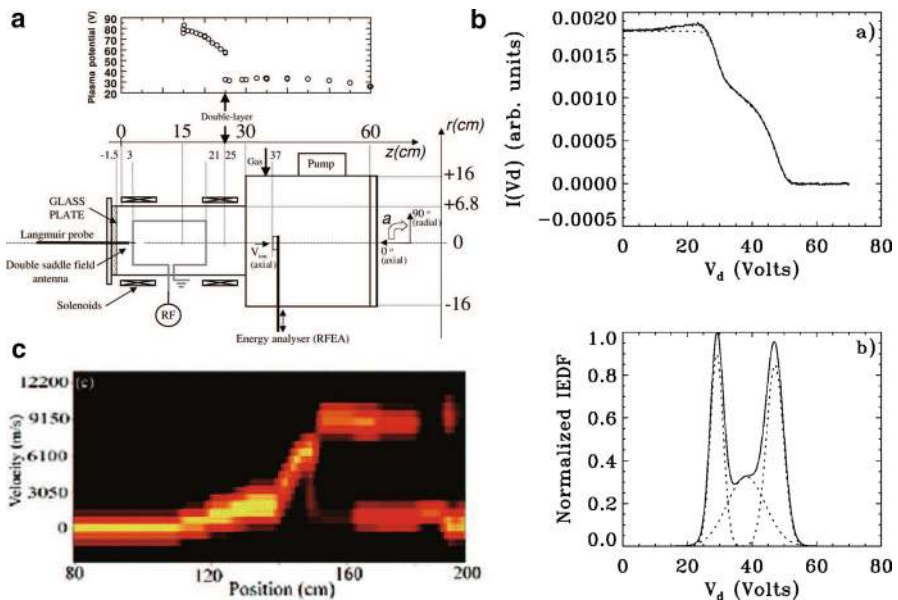 a
Plasma potential (V)
90
80
70
60
50
40
30
20
Double-layer
r(cm)
0 15 30 60
z(cm)
-1.5 3 21 25 37
Gas
Pump
+16
+6.8
0
-16
GLASS
PLATE
Langmuir probe
Double saddle field
antenna
Solenoids
RF
(axial)
a
90°
(radial)
0°
(axial)
Energy analyser (RFEA)
b
a)
I(Vd) (arb. units)
0.0020
0.0015
0.0010
0.0005
0.0000
−0.0005
0 20 40 60 80
Vd (Volts)
b)
Normalized IEDF
1.0
0.8
0.6
0.4
0.2
0.0
0 20 40 60 80
Vd (Volts)
c
(c)
Velocity (m/s)
12200
9150
6100
3050
0
80 120 160 200
Position (cm)